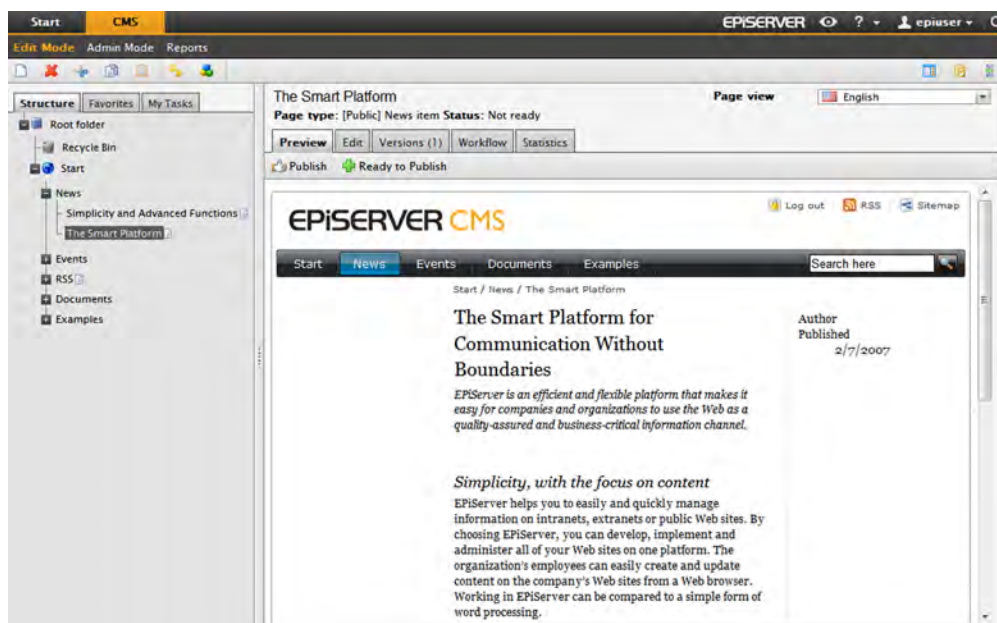 Start CMS EPiSERVER ? epiuser
Edit Mode Admin Mode Reports
Structure Favorites My Tasks
Root folder
Recycle Bin
Start
News
Simplicity and Advanced Functions
The Smart Platform
Events
RSS
Documents
Examples
The Smart Platform Page view English
Page type: [Public] News item Status: Not ready
Preview Edit Versions (1) Workflow Statistics
Publish Ready to Publish
EPiSERVER CMS Log out RSS Sitemap
Start News Events Documents Examples Search here
Start / News / The Smart Platform
The Smart Platform for
Communication Without
Boundaries
Author
Published
2/7/2007
EPiServer is an efficient and flexible platform that makes it
easy for companies and organizations to use the Web as a
quality-assured and business-critical information channel.
Simplicity, with the focus on content
EPiServer helps you to easily and quickly manage
information on intranets, extranets or public Web sites. By
choosing EPiServer, you can develop, implement and
administer all of your Web sites on one platform. The
organization's employees can easily create and update
content on the company's Web sites from a Web browser.
Working in EPiServer can be compared to a simple form of
word processing.